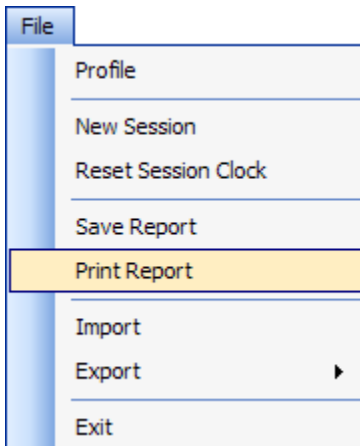 File
Profile
New Session
Reset Session Clock
Save Report
Print Report
Import
Export
Exit